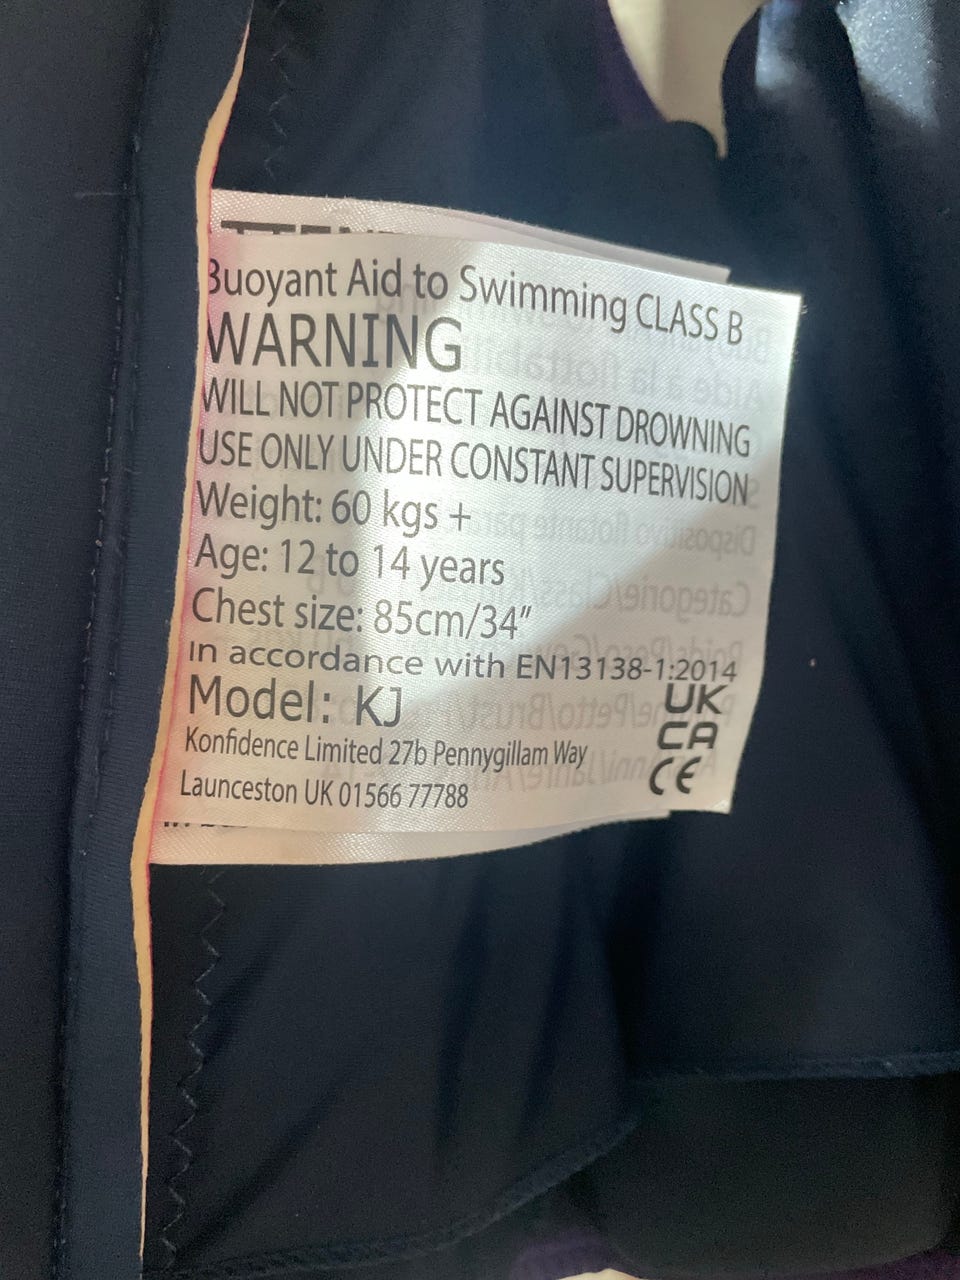 Buoyant Aid to Swimming CLASS B
WARNING
WILL NOT PROTECT AGAINST DROWNING
USE ONLY UNDER CONSTANT SUPERVISION
Weight: 60 kgs +
Age: 12 to 14 years
Chest size: 85cm/34"
in accordance with EN13138-1:2014
Model: KJ
UK
CA
CE
Konfidence Limited 27b Pennygillam Way
Launceston UK 01566 77788